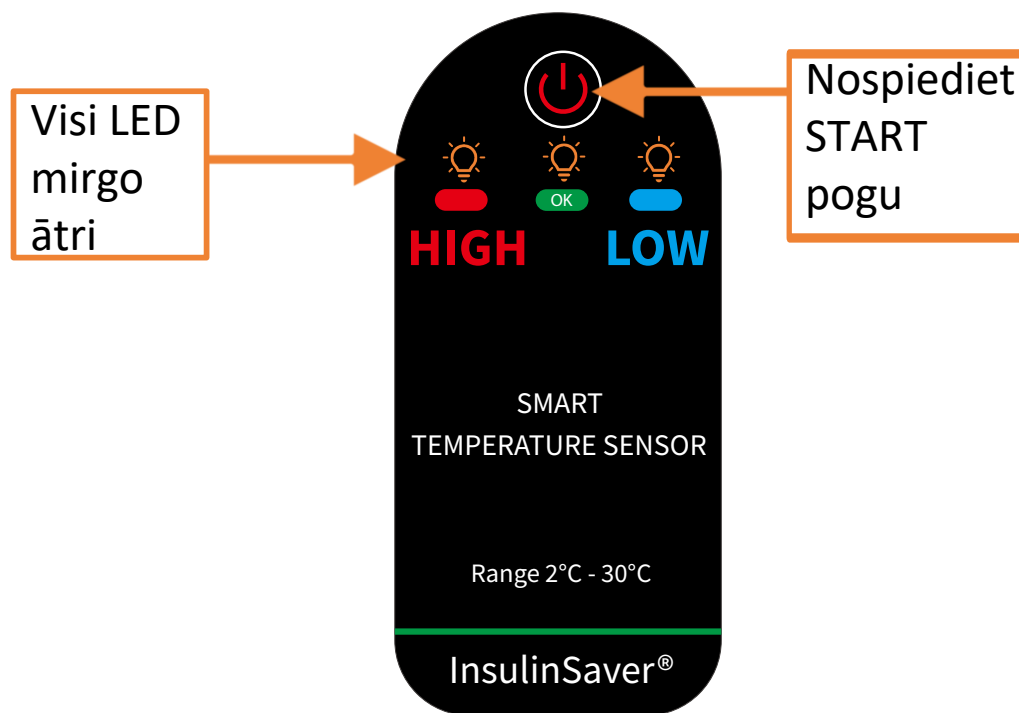 Visi LED
mirgo
ātri
Nospiediet
START
pogu
OK
HIGH LOW
SMART
TEMPERATURE SENSOR
Range 2°C - 30°C
InsulinSaver®